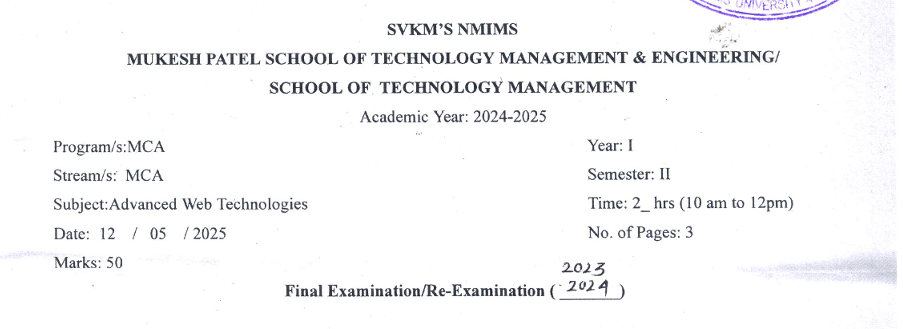 IS UNIVERSITY
SVKM'S NMIMS
MUKESH PATEL SCHOOL OF TECHNOLOGY MANAGEMENT & ENGINEERING/
SCHOOL OF TECHNOLOGY MANAGEMENT
Academic Year: 2024-2025
Program/s:MCA Year: I
Stream/s: MCA Semester: II
Subject:Advanced Web Technologies Time: 2_ hrs (10 am to 12pm)
Date: 12 / 05 / 2025 No. of Pages: 3
Marks: 50
2023
Final Examination/Re-Examination ( 2024 )